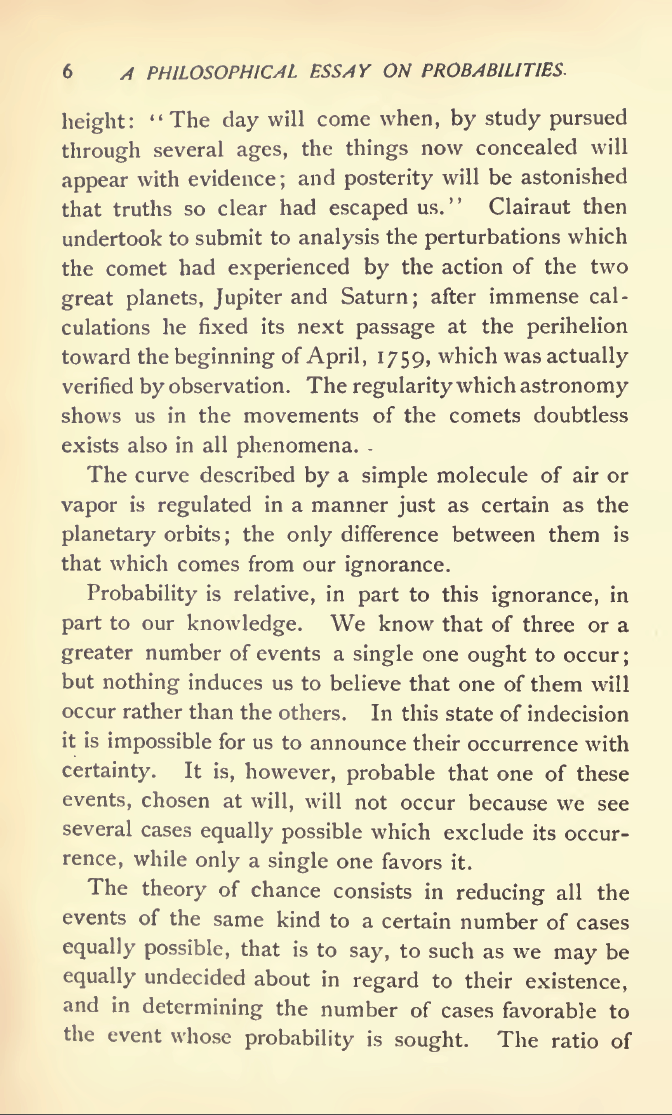 6 A PHILOSOPHICAL ESSAY ON PROBABILITIES.
height: "The day will come when, by study pursued
through several ages, the things now concealed will
appear with evidence; and posterity will be astonished
that truths so clear had escaped us." Clairaut then
undertook to submit to analysis the perturbations which
the comet had experienced by the action of the two
great planets, Jupiter and Saturn; after immense cal-
culations he fixed its next passage at the perihelion
toward the beginning of April, 1759, which was actually
verified by observation. The regularity which astronomy
shows us in the movements of the comets doubtless
exists also in all phenomena. -
The curve described by a simple molecule of air or
vapor is regulated in a manner just as certain as the
planetary orbits; the only difference between them is
that which comes from our ignorance.
Probability is relative, in part to this ignorance, in
part to our knowledge. We know that of three or a
greater number of events a single one ought to occur;
but nothing induces us to believe that one of them will
occur rather than the others. In this state of indecision
it is impossible for us to announce their occurrence with
certainty. It is, however, probable that one of these
events, chosen at will, will not occur because we see
several cases equally possible which exclude its occur-
rence, while only a single one favors it.
The theory of chance consists in reducing all the
events of the same kind to a certain number of cases
equally possible, that is to say, to such as we may be
equally undecided about in regard to their existence,
and in determining the number of cases favorable to
the event whose probability is sought. The ratio of